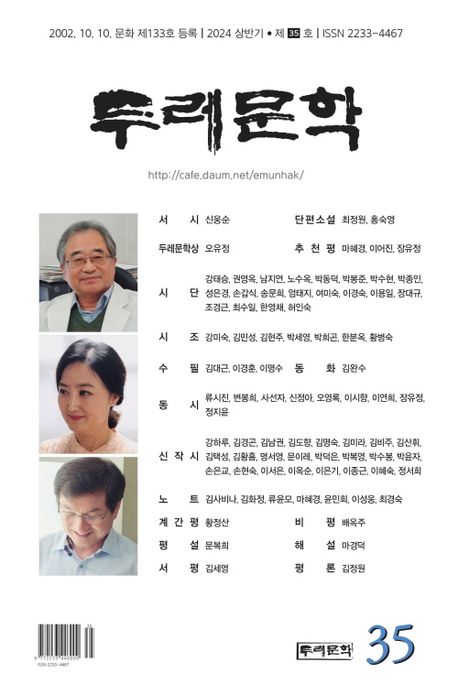 2002. 10. 10. 문화 제133호 등록 | 2024 상반기 • 제 35 호 | ISSN 2233-4467
두레문학
http://cafe.daum.net/emunhak/
서 시 신웅순 단편소설 최정원, 홍숙영
두레문학상 오유정 추천평 마혜경, 이어진, 장유정
시 단 강태승, 권영옥, 남지연, 노수옥, 박동덕, 박봉준, 박수현, 박종인,
성은경, 손갑식, 송문희, 엄태지, 여미숙, 이경숙, 이용일, 장대규,
조경근, 최수일, 한영채, 허민숙
시 조 강미숙, 김민성, 김현주, 박세영, 박희곤, 한분옥, 황병숙
수 필 김대근, 이경훈, 이명수 동 화 김완수
동 시 류시진, 변봉희, 사선자, 신정아, 오영록, 이시향, 이연희, 장유정,
정지윤
신작시 강하루, 김경곤, 김남권, 김도향, 김명숙, 김미라, 김비주, 김산휘,
김택성, 김황흠, 명서영, 문이레, 박덕은, 박복영, 박수봉, 박윤자,
손은교, 손현숙, 이서은, 이옥순, 이은기, 이종근, 이혜숙, 정서희
노 트 김사비나, 김화정, 류윤모, 마혜경, 윤민희, 이성웅, 최경숙
계간평 황정산 비 평 배옥주
평 설 문복희 해 설 마경덕
서 평 김세영 평 론 김정원
35
ISSN 2233-4467
두레문학 35